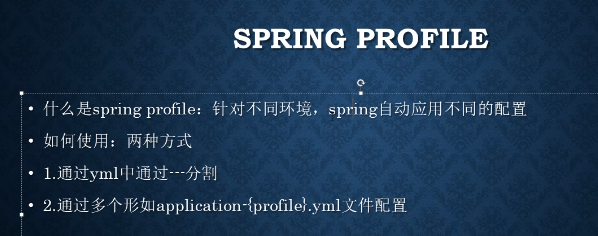 SPRING PROFILE
• 什么是spring profile：针对不同环境，spring自动应用不同的配置
• 如何使用：两种方式
• 1.通过yml中通过---分割
• 2.通过多个形如application-{profile}.yml文件配置